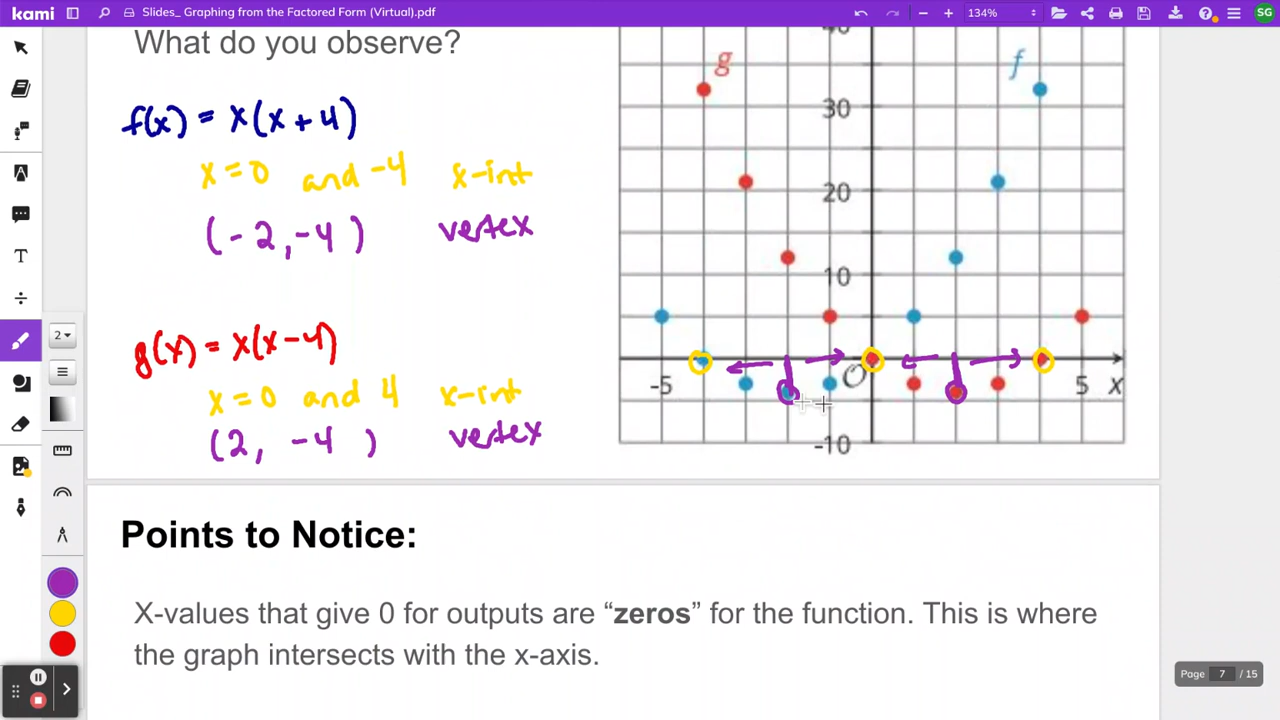 kami
Slides_ Graphing from the Factored Form (Virtual).pdf
134%
SG
What do you observe?
f(x) = x(x + 4)
x = 0 and -4 x-int
(-2, -4) vertex
g(x) = x(x - 4)
x = 0 and 4 x-int
(2, -4) vertex
g
f
40
30
20
10
-5
O
5
x
-10
2
T
Points to Notice:
X-values that give 0 for outputs are “zeros” for the function. This is where
the graph intersects with the x-axis.
Page 7 / 15